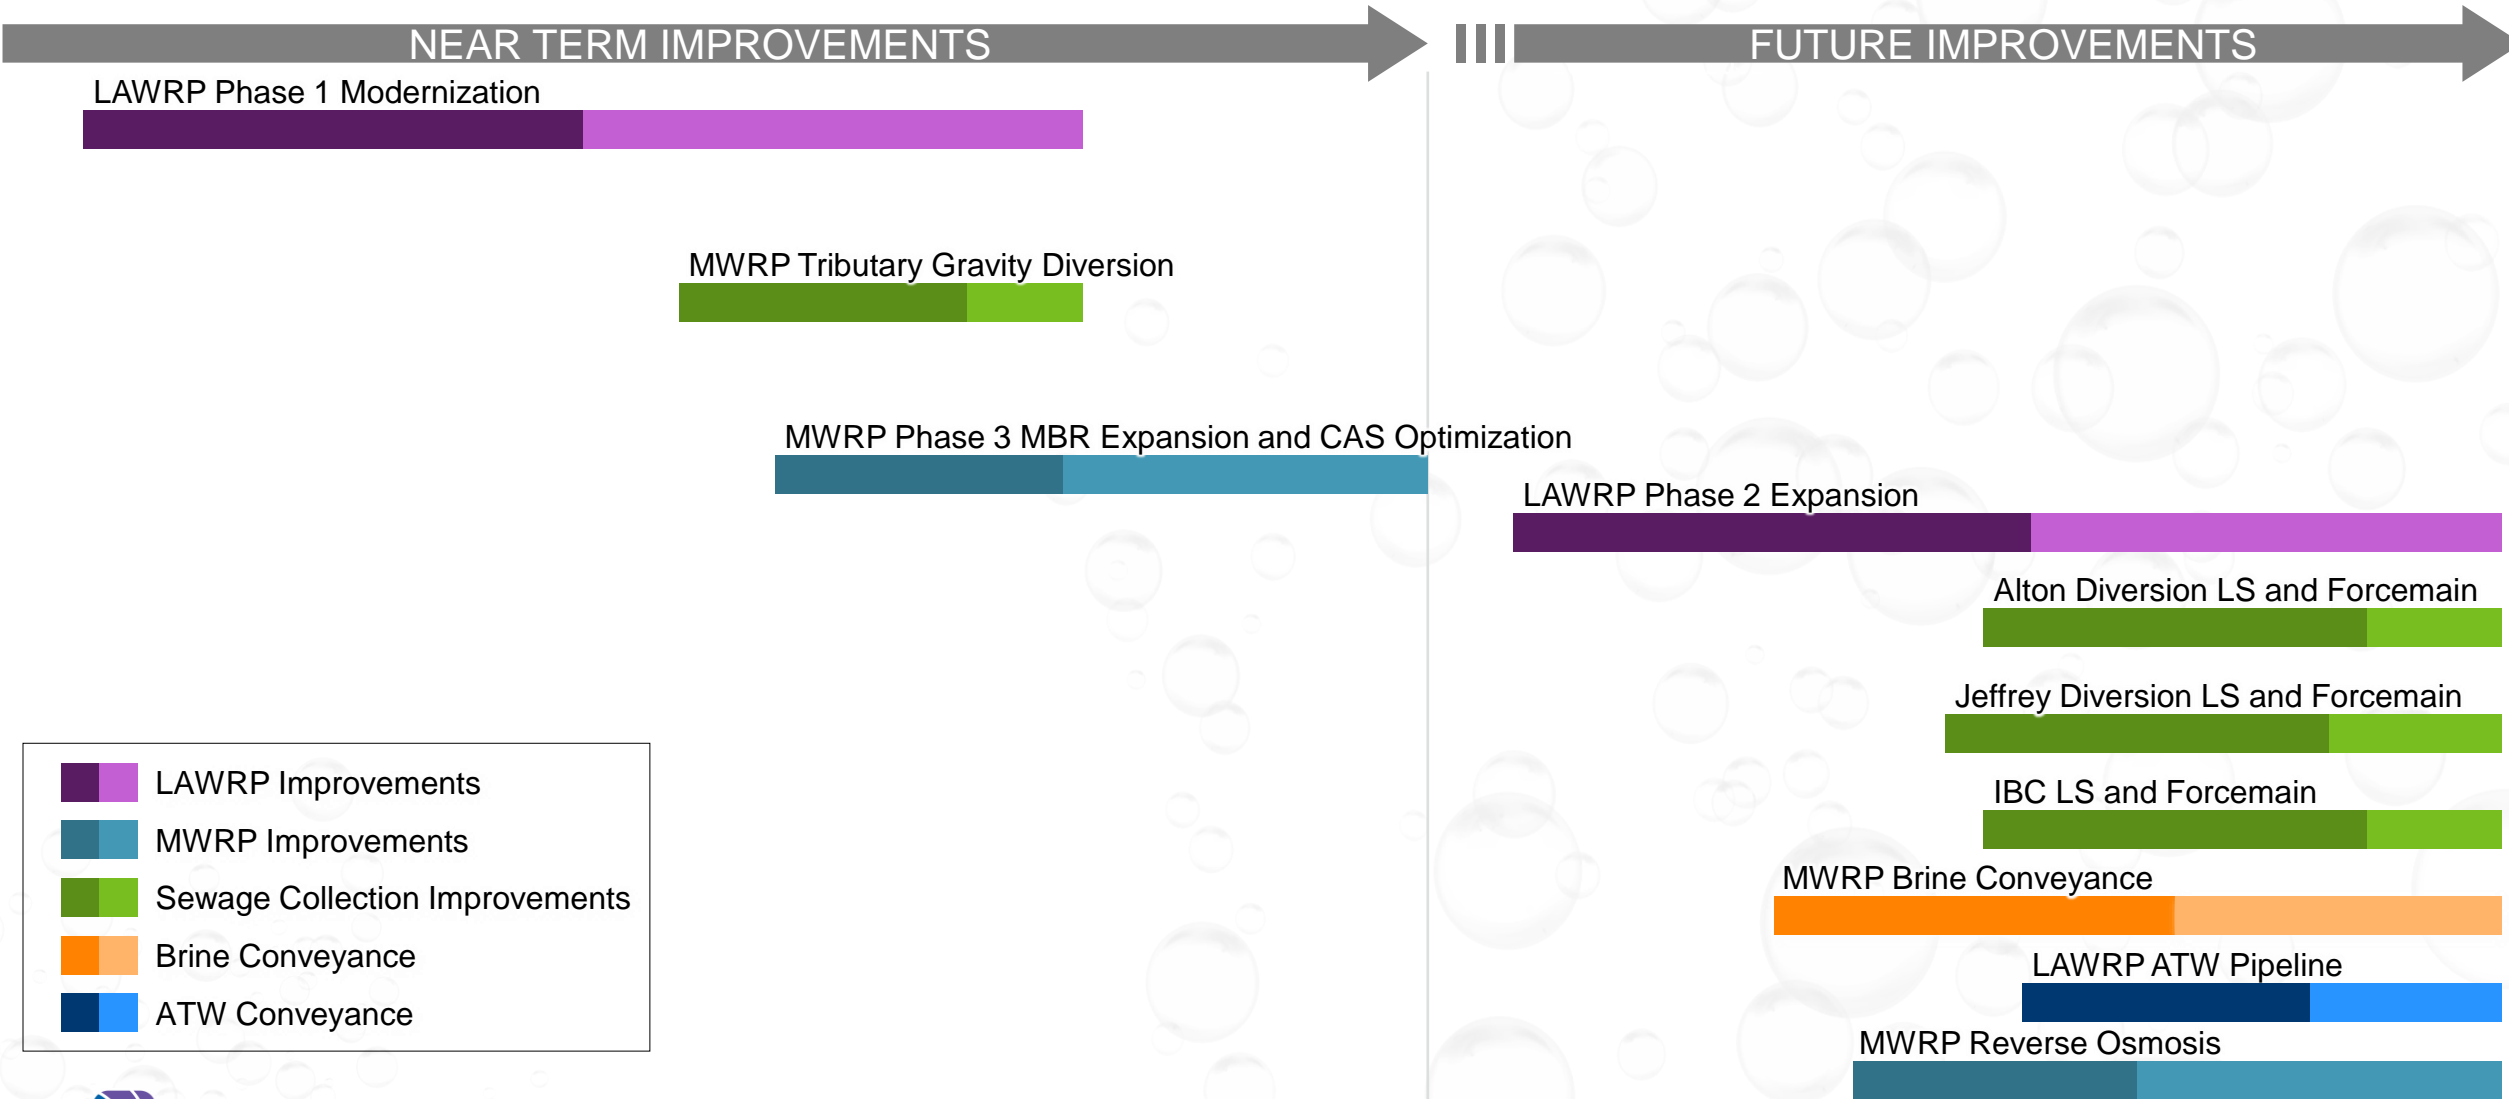 NEAR TERM IMPROVEMENTS
FUTURE IMPROVEMENTS
LAWRP Phase 1 Modernization
MWRP Tributary Gravity Diversion
MWRP Phase 3 MBR Expansion and CAS Optimization
LAWRP Phase 2 Expansion
Alton Diversion LS and Forcemain
Jeffrey Diversion LS and Forcemain
IBC LS and Forcemain
MWRP Brine Conveyance
LAWRP ATW Pipeline
MWRP Reverse Osmosis
LAWRP Improvements
MWRP Improvements
Sewage Collection Improvements
Brine Conveyance
ATW Conveyance